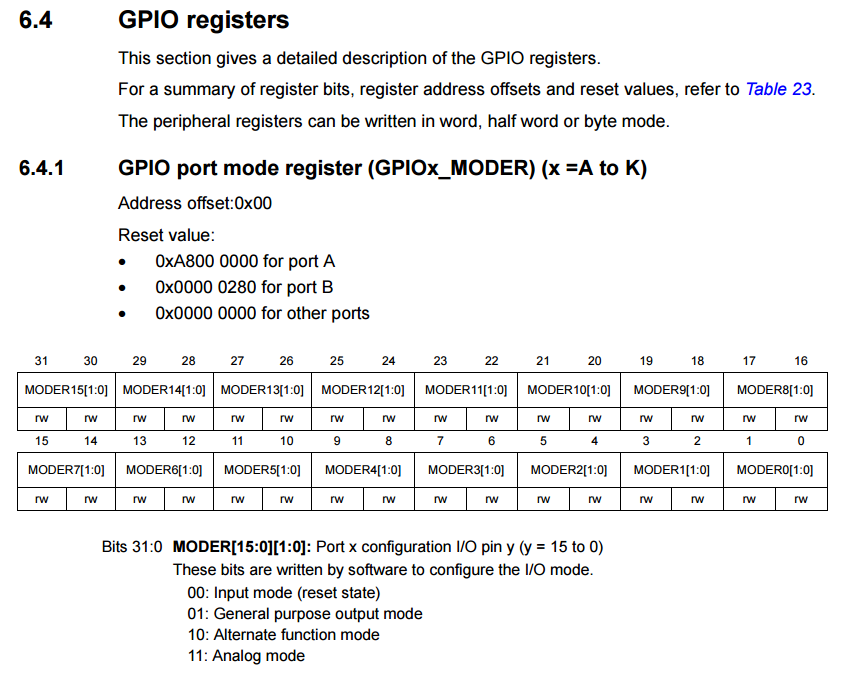 6.4 GPIO registers
This section gives a detailed description of the GPIO registers.
For a summary of register bits, register address offsets and reset values, refer to Table 23.
The peripheral registers can be written in word, half word or byte mode.
6.4.1 GPIO port mode register (GPIOx_MODER) (x =A to K)
Address offset:0x00
Reset value:
• 0xA800 0000 for port A
• 0x0000 0280 for port B
• 0x0000 0000 for other ports
31 30 29 28 27 26 25 24 23 22 21 20 19 18 17 16
MODER15[1:0] MODER14[1:0] MODER13[1:0] MODER12[1:0] MODER11[1:0] MODER10[1:0] MODER9[1:0] MODER8[1:0]
rw rw rw rw rw rw rw rw rw rw rw rw rw rw rw rw
15 14 13 12 11 10 9 8 7 6 5 4 3 2 1 0
MODER7[1:0] MODER6[1:0] MODER5[1:0] MODER4[1:0] MODER3[1:0] MODER2[1:0] MODER1[1:0] MODER0[1:0]
rw rw rw rw rw rw rw rw rw rw rw rw rw rw rw rw
Bits 31:0 MODER[15:0][1:0]: Port x configuration I/O pin y (y = 15 to 0)
These bits are written by software to configure the I/O mode.
00: Input mode (reset state)
01: General purpose output mode
10: Alternate function mode
11: Analog mode